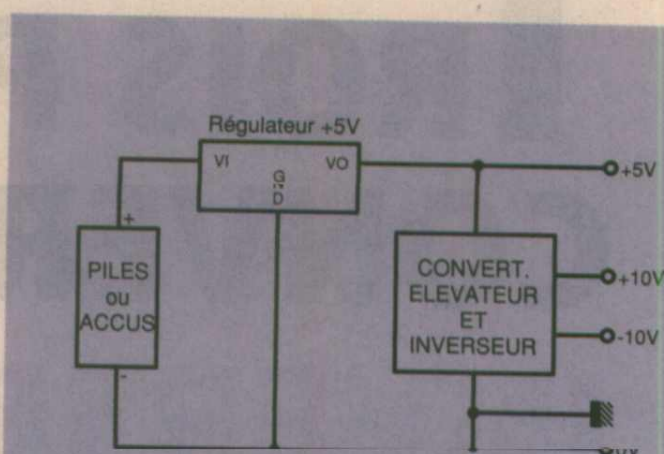 Régulateur +5V
VI
VO
G
N
D
+5V
+
PILES
ou
ACCUS
-
CONVERT.
ELEVATEUR
ET
INVERSEUR
+10V
-10V